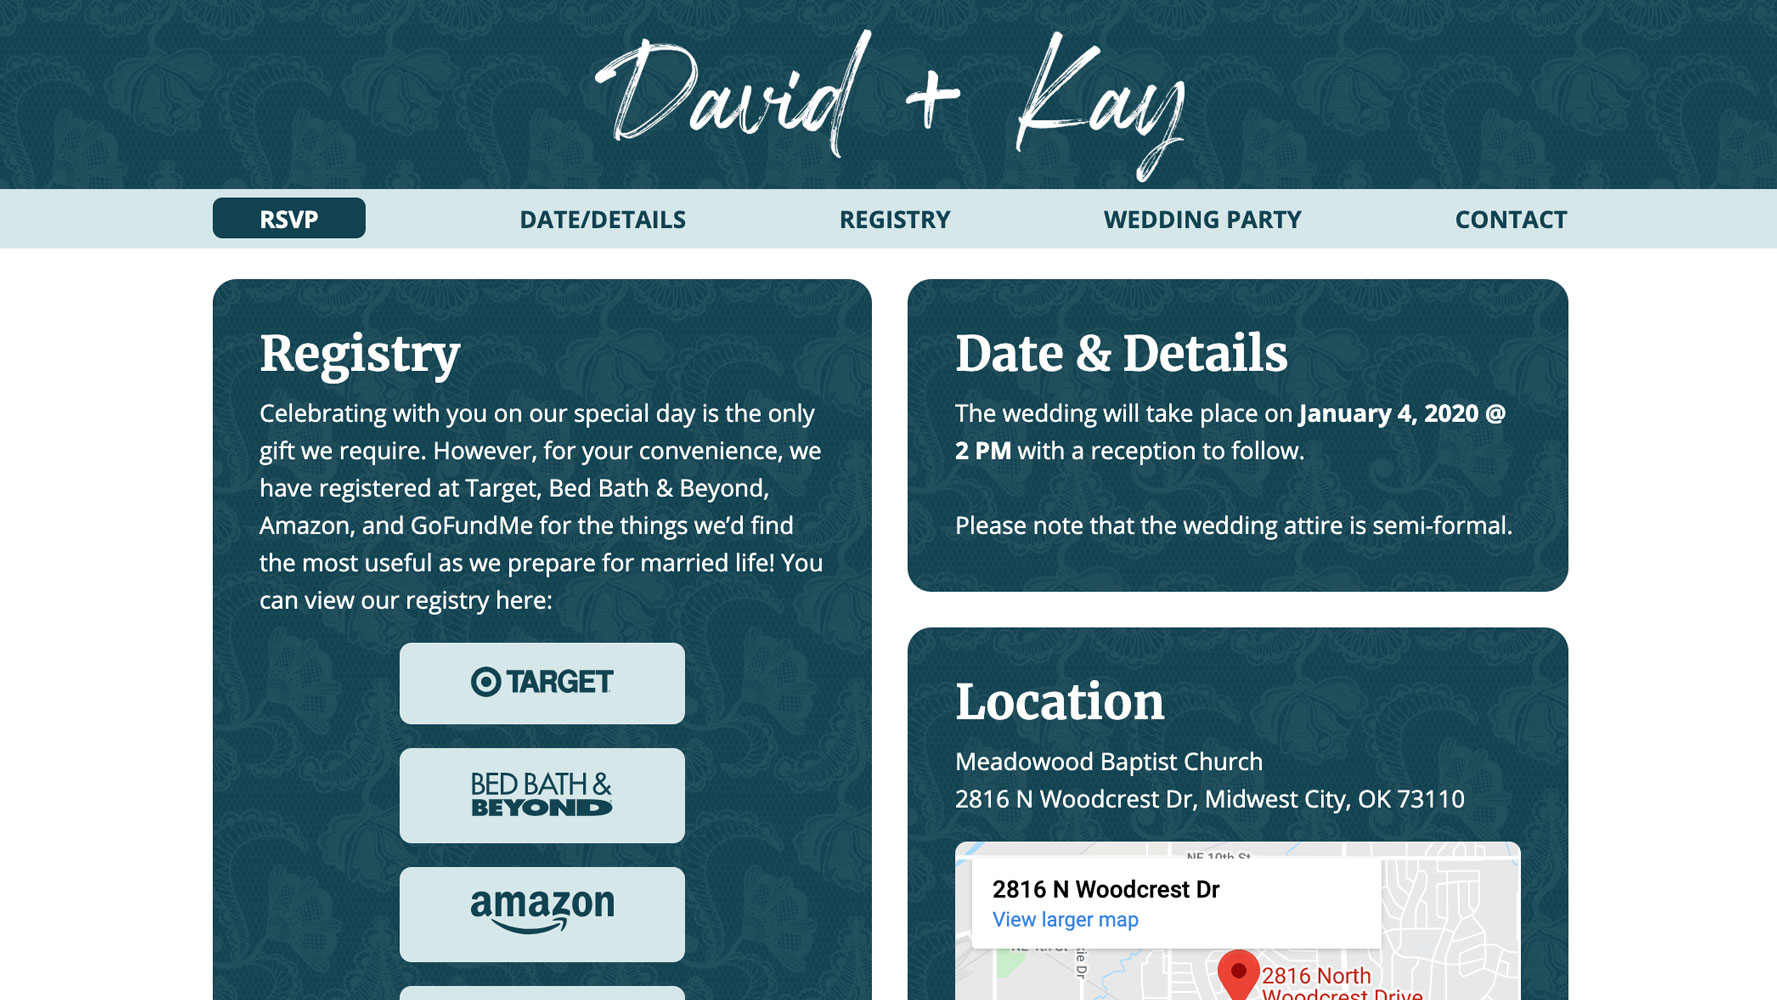 David + Kay
RSVP
DATE/DETAILS
REGISTRY
WEDDING PARTY
CONTACT
Registry
Celebrating with you on our special day is the only
gift we require. However, for your convenience, we
have registered at Target, Bed Bath & Beyond,
Amazon, and GoFundMe for the things we’d find
the most useful as we prepare for married life! You
can view our registry here:
TARGET
BED BATH &
BEYOND
amazon
Date & Details
The wedding will take place on January 4, 2020 @
2 PM with a reception to follow.
Please note that the wedding attire is semi-formal.
Location
Meadowood Baptist Church
2816 N Woodcrest Dr, Midwest City, OK 73110
NE 10th St
2816 N Woodcrest Dr
View larger map
2816 North
Woodcrest Drive